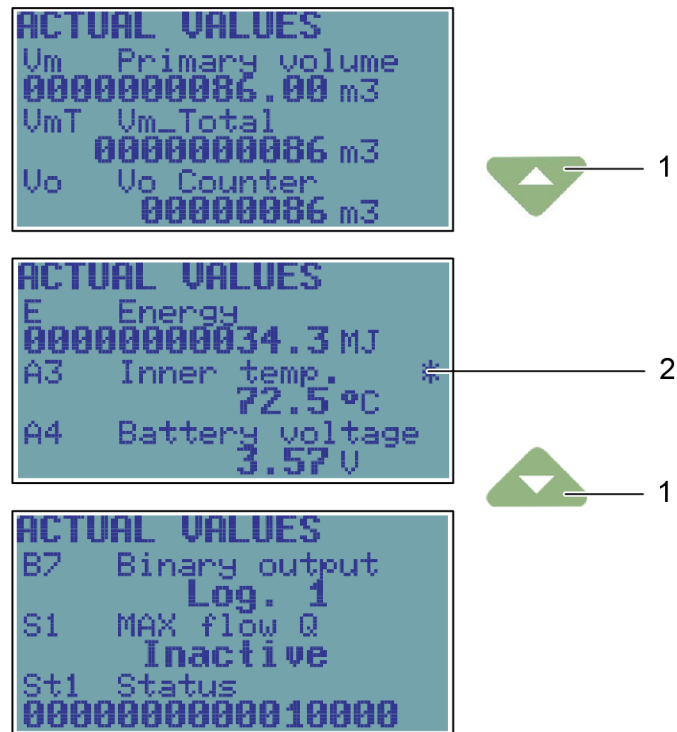 ACTUAL VALUES
Vm Primary volume
0000000086.00 m3
VmT Vm_Total
0000000086 m3
Vo Vo Counter
00000086 m3
1
ACTUAL VALUES
E Energy
00000000034.3 MJ
A3 Inner temp. *
2
72.5 °C
A4 Battery voltage
3.57 V
1
ACTUAL VALUES
B7 Binary output
Log. 1
S1 MAX flow Q
Inactive
St1 Status
0000000000010000